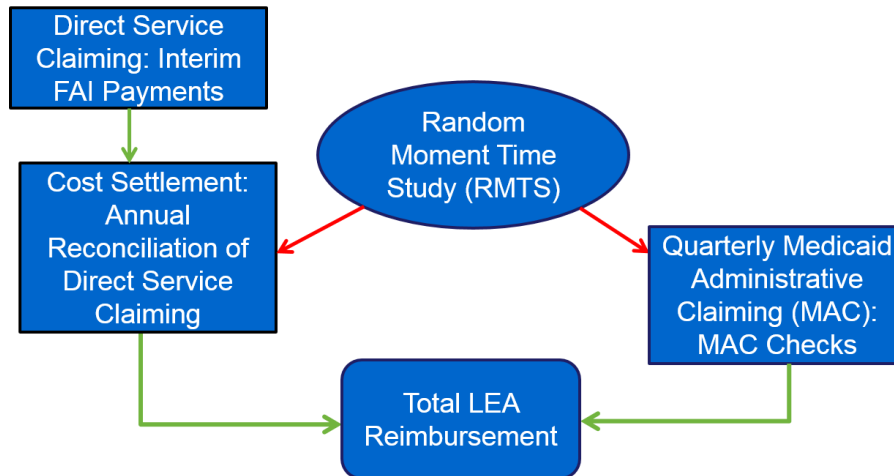 Direct Service
Claiming: Interim
FAI Payments
Random
Moment Time
Study (RMTS)
Cost Settlement:
Annual
Reconciliation of
Direct Service
Claiming
Quarterly Medicaid
Administrative
Claiming (MAC):
MAC Checks
Total LEA
Reimbursement